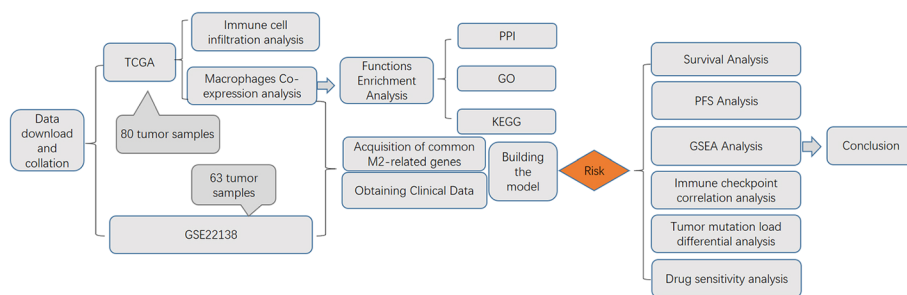 Data
download
and
collation
TCGA
80 tumor samples
63 tumor
samples
GSE22138
Immune cell
infiltration analysis
Macrophages Co-
expression analysis
Functions
Enrichment
Analysis
PPI
GO
KEGG
Acquisition of common
M2-related genes
Obtaining Clinical Data
Building
the
model
Risk
Survival Analysis
PFS Analysis
GSEA Analysis
Immune checkpoint
correlation analysis
Tumor mutation load
differential analysis
Drug sensitivity analysis
Conclusion